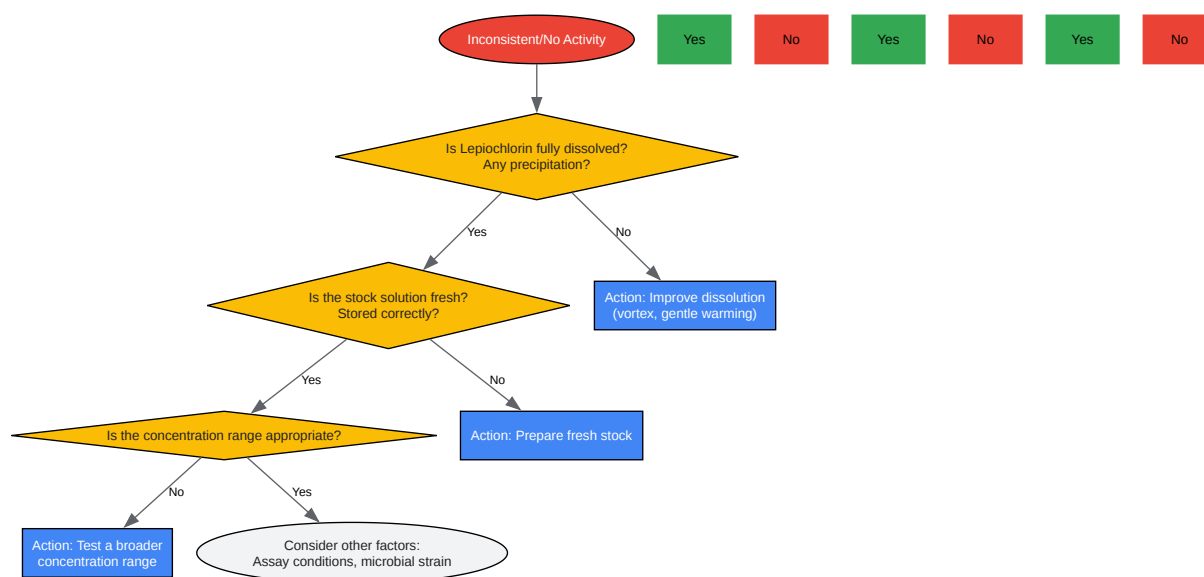 Inconsistent/No Activity
Yes
No
Yes
No
Yes
No
Is Lepiochlorin fully dissolved?
Any precipitation?
Yes
No
Is the stock solution fresh?
Stored correctly?
Action: Improve dissolution
(vortex, gentle warming)
Yes
No
Is the concentration range appropriate?
Action: Prepare fresh stock
No
Yes
Action: Test a broader
concentration range
Consider other factors:
Assay conditions, microbial strain